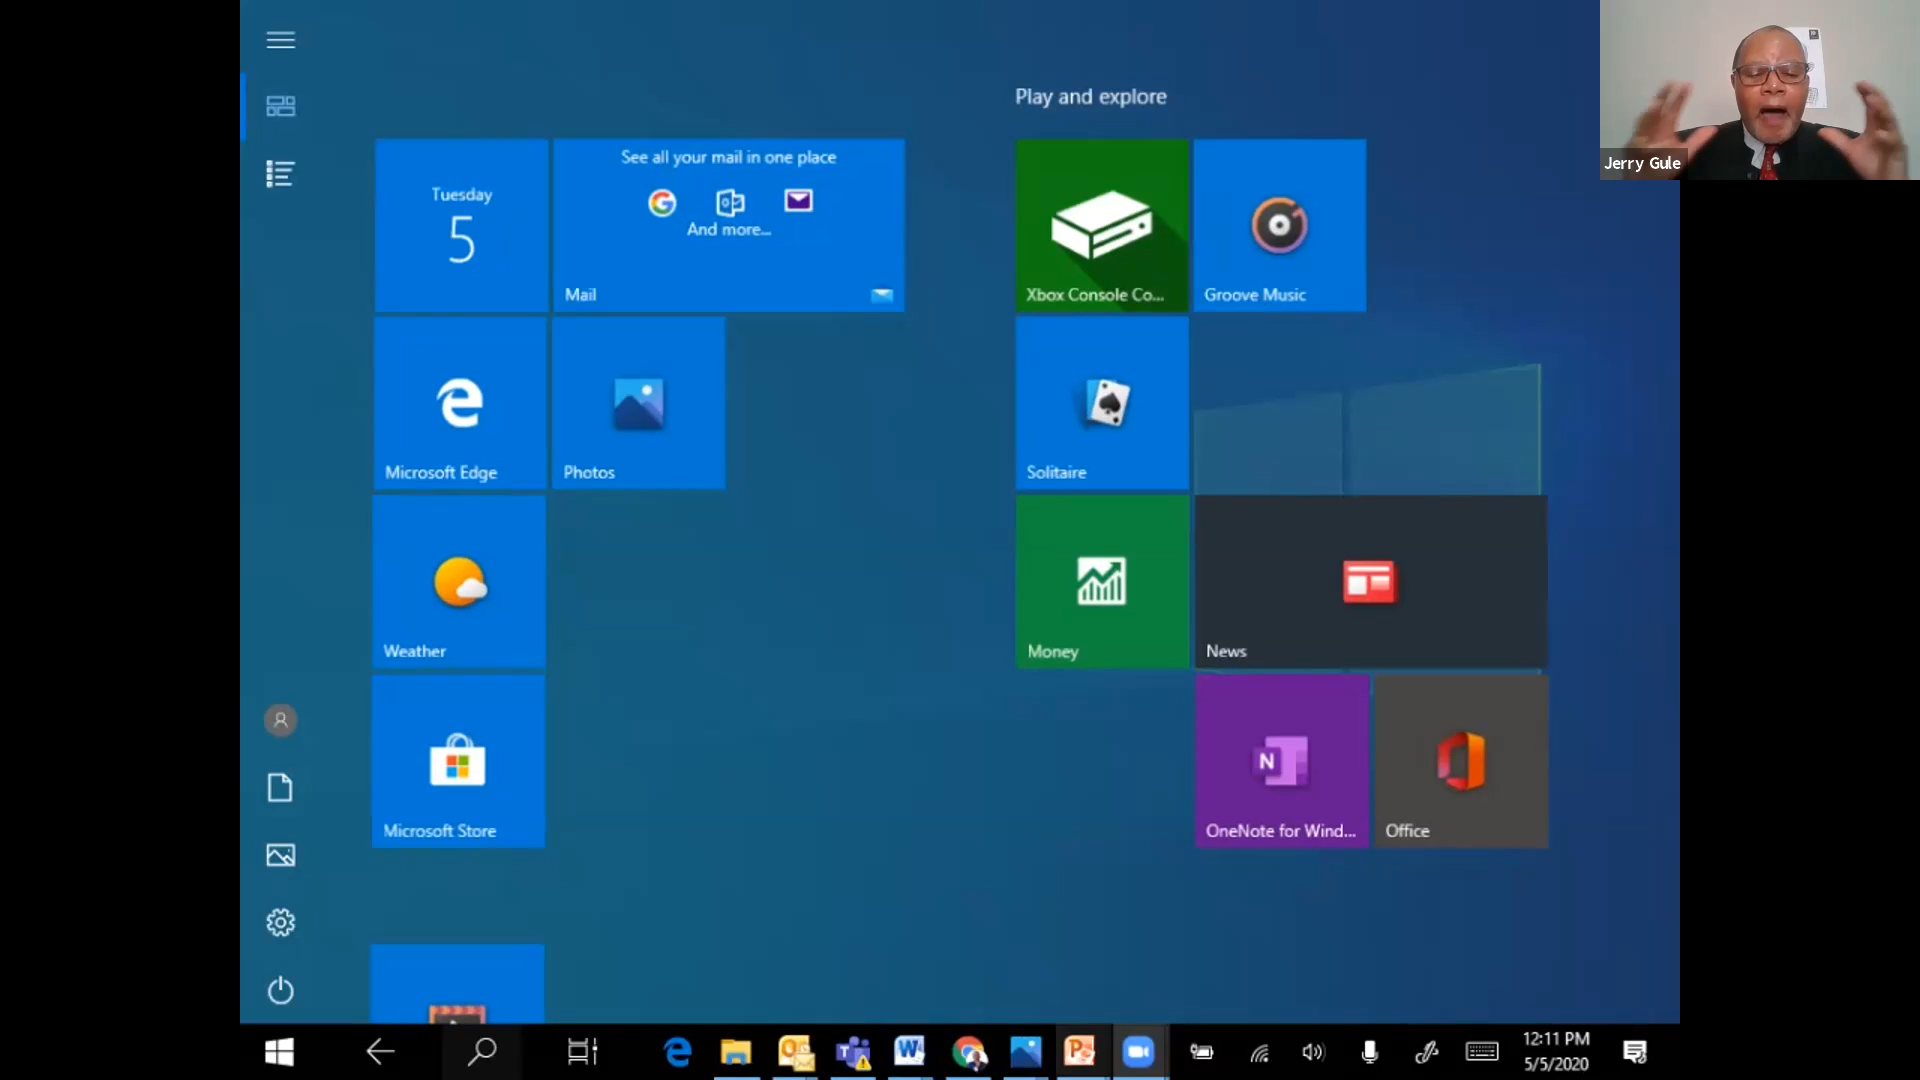 Play and explore
Jerry Gule
Tuesday
5
See all your mail in one place
And more...
Mail
Xbox Console Co...
Groove Music
Microsoft Edge
Photos
Solitaire
Weather
Money
News
Microsoft Store
OneNote for Wind...
Office
12:11 PM
5/5/2020